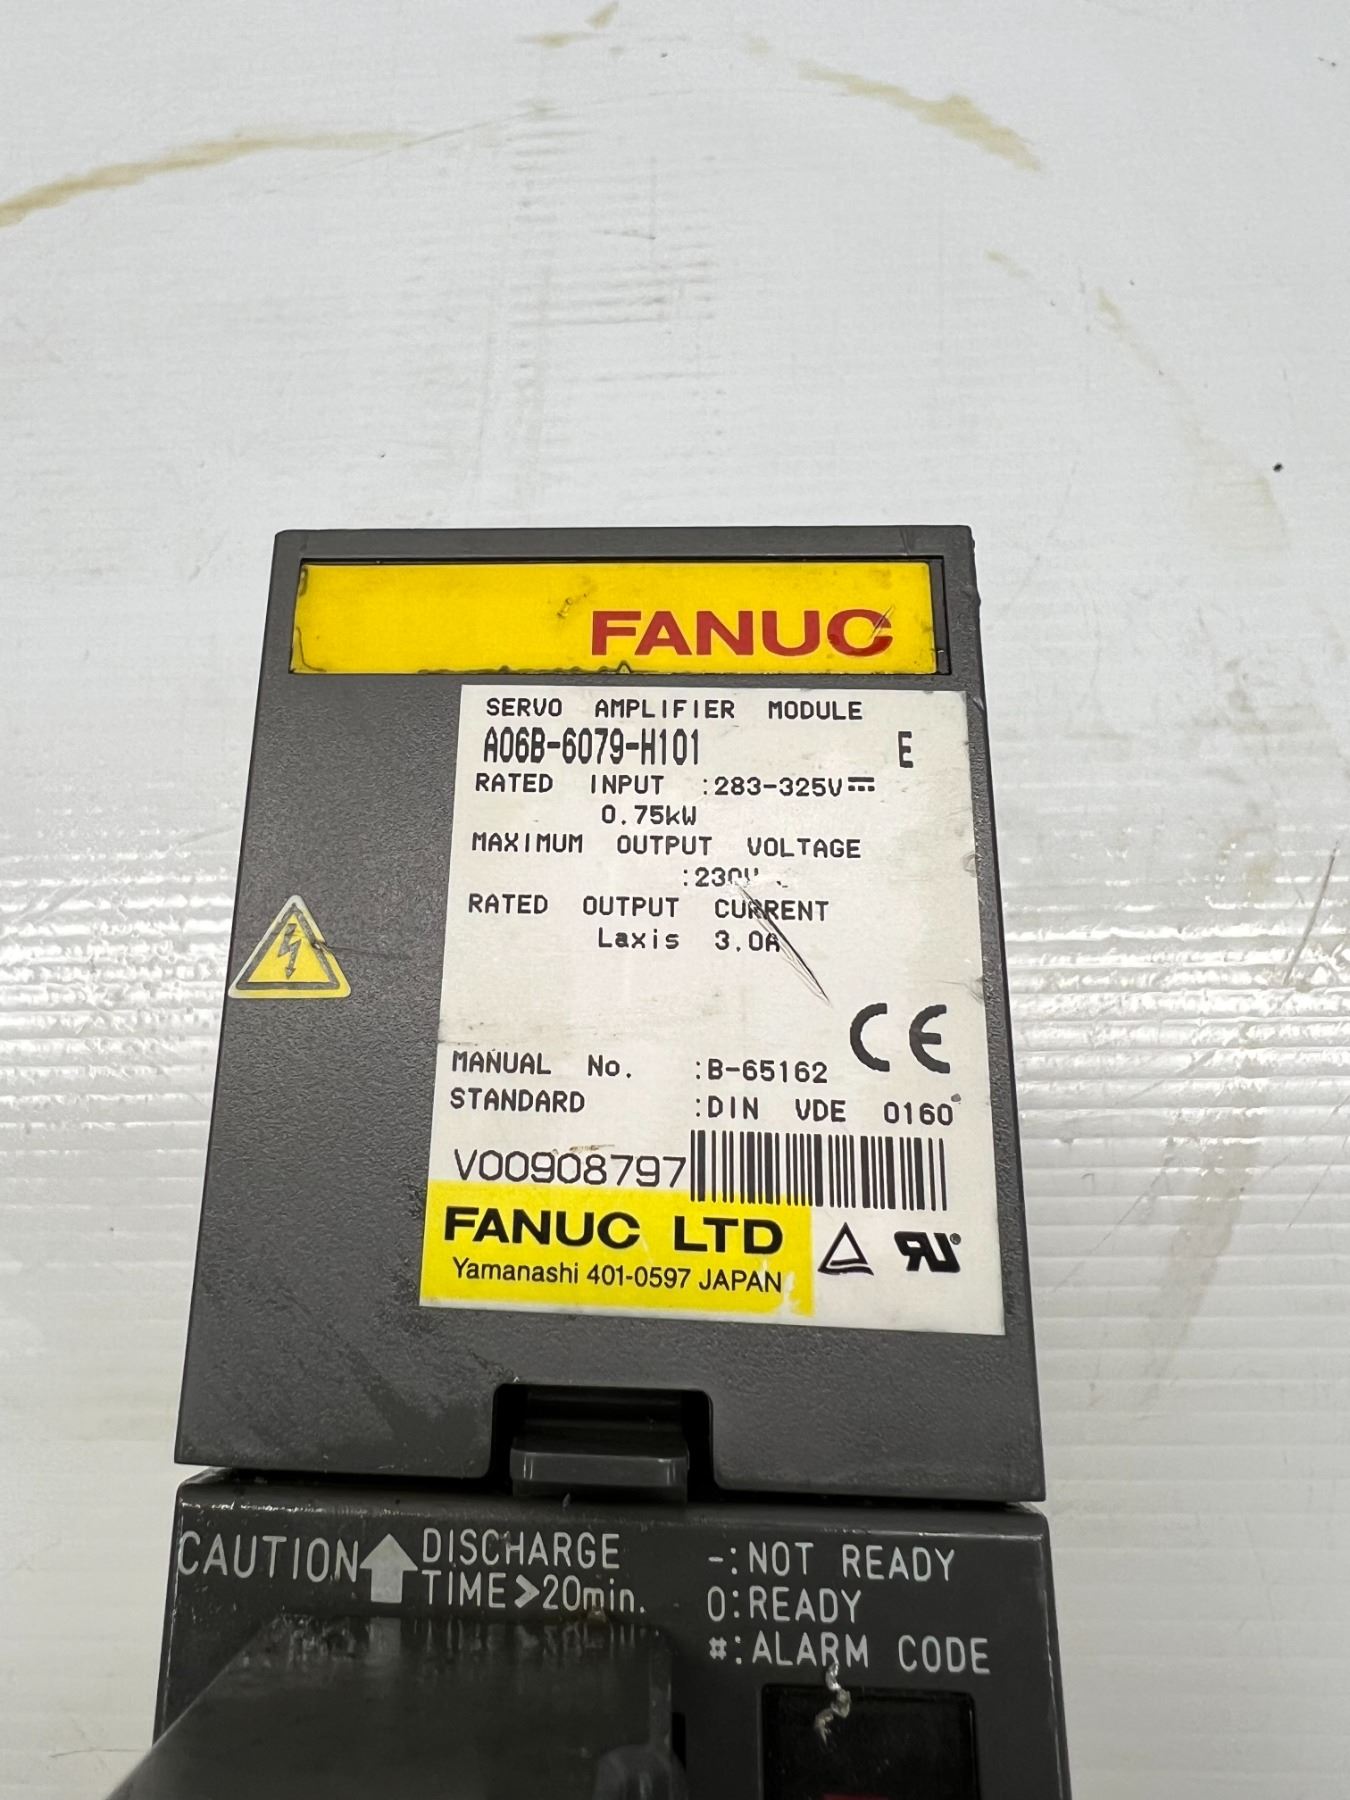 FANUC
SERVO AMPLIFIER MODULE
A06B-6079-H101 E
RATED INPUT :283-325V⎓
0.75kW
MAXIMUM OUTPUT VOLTAGE
:230V
RATED OUTPUT CURRENT
Laxis 3.0A
CE
MANUAL No. :B-65162
STANDARD :DIN VDE 0160
V00908797
FANUC LTD
Yamanashi 401-0597 JAPAN
CAUTION DISCHARGE
TIME>20min.
-:NOT READY
0:READY
#:ALARM CODE